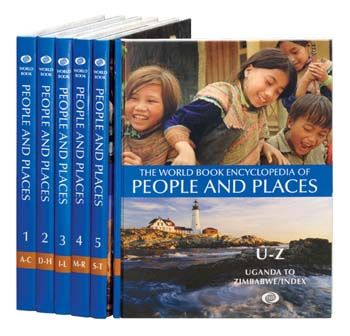 WORLD BOOK
PEOPLE AND PLACES
1
A-C
WORLD BOOK
PEOPLE AND PLACES
2
D-H
WORLD BOOK
PEOPLE AND PLACES
3
I-L
WORLD BOOK
PEOPLE AND PLACES
4
M-R
WORLD BOOK
PEOPLE AND PLACES
5
S-T
THE WORLD BOOK ENCYCLOPEDIA OF
PEOPLE AND PLACES
U-Z
UGANDA TO
ZIMBABWE/INDEX